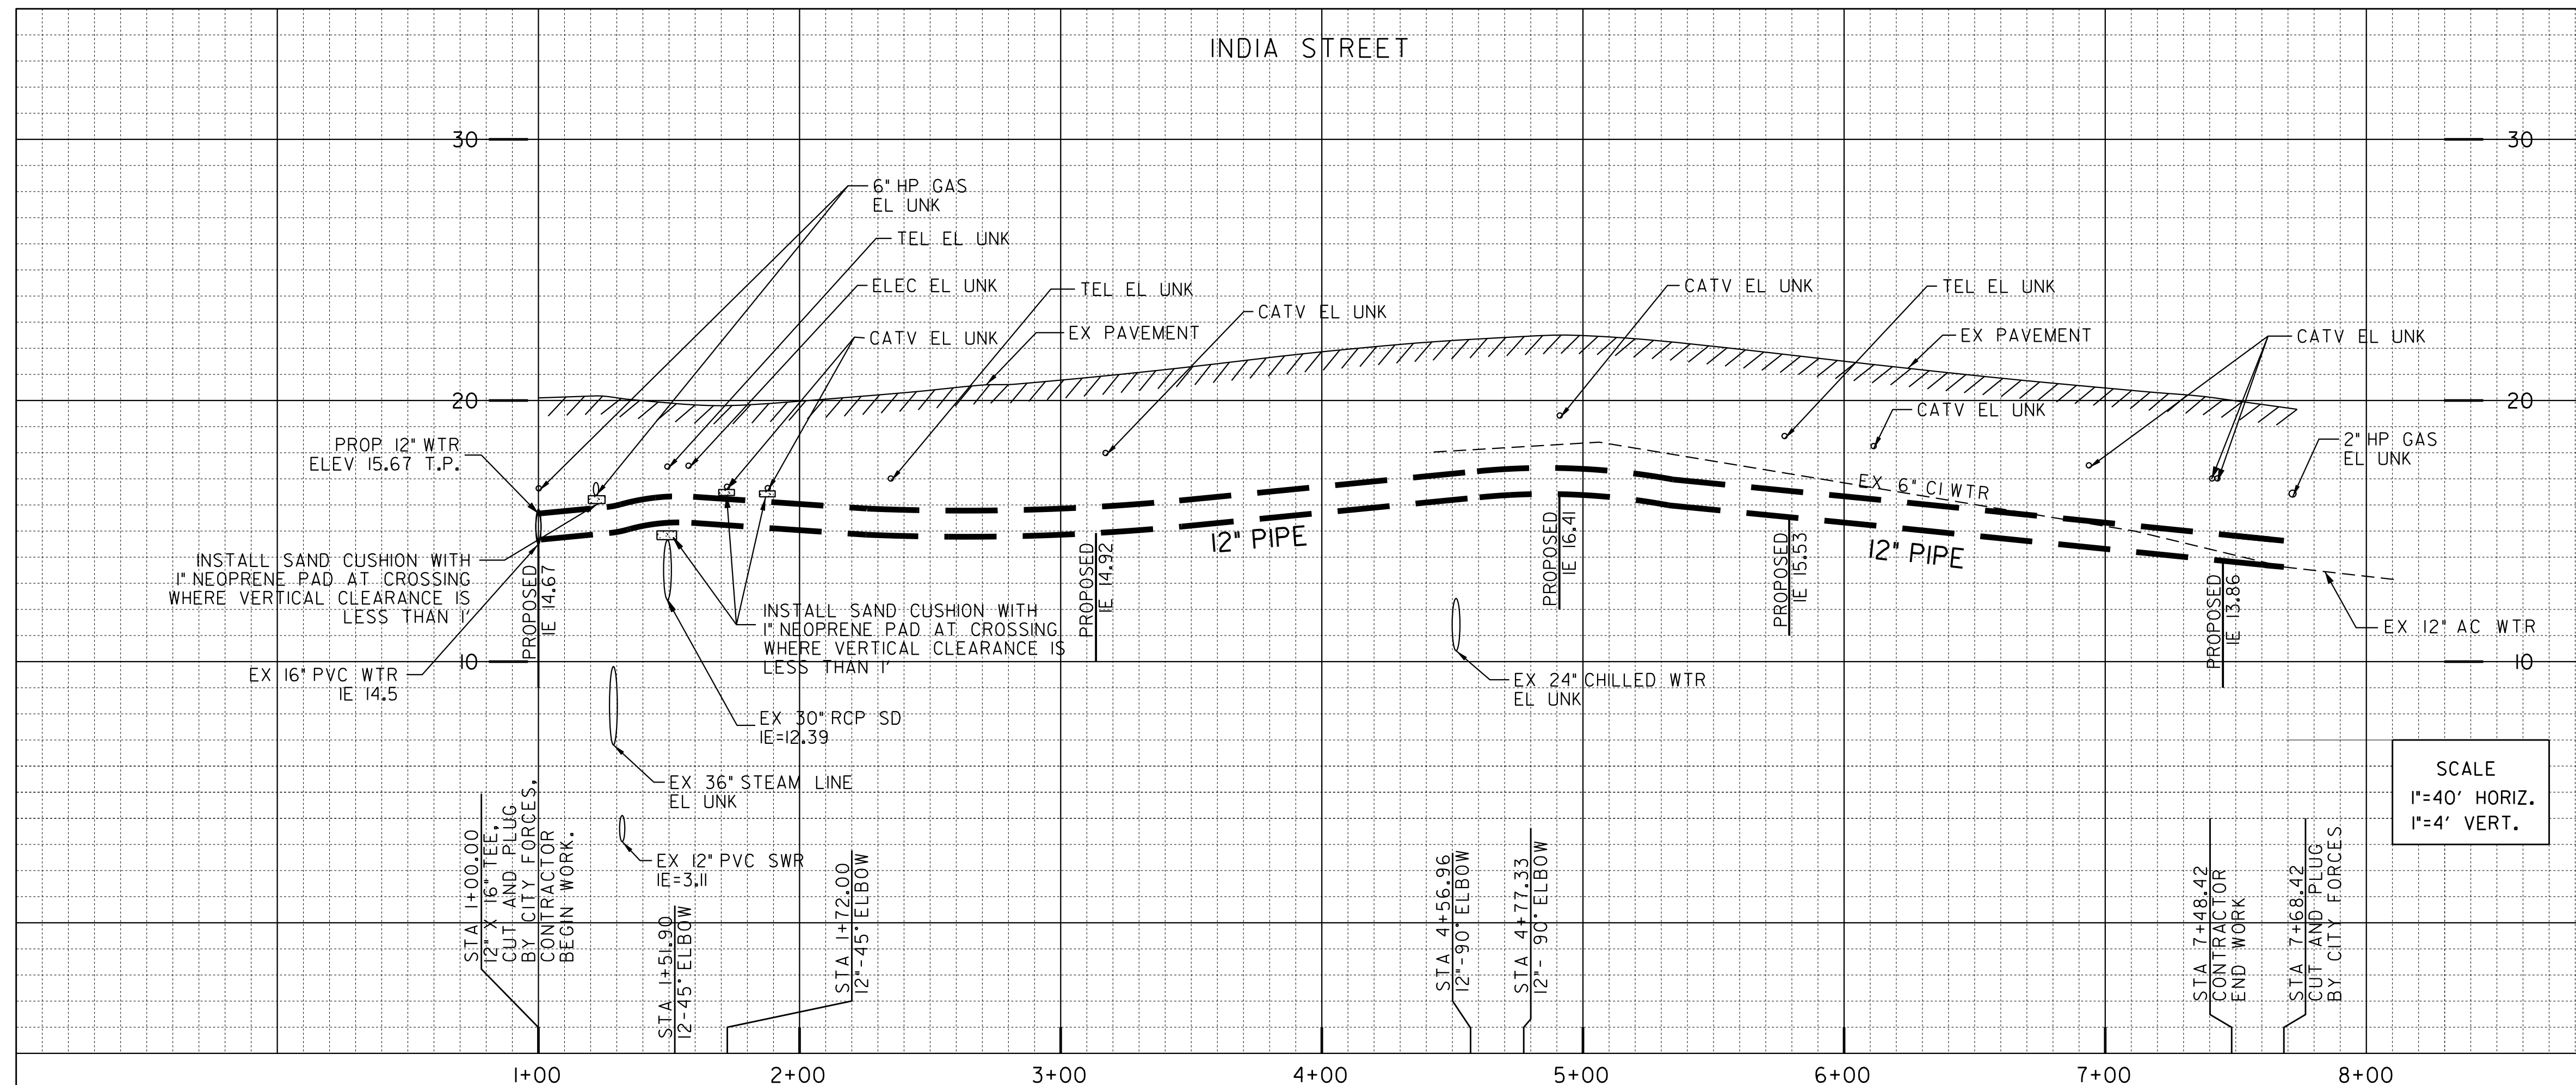 INDIA STREET
30
30
6" HP GAS
EL UNK
TEL EL UNK
ELEC EL UNK
CATV EL UNK
TEL EL UNK
EX PAVEMENT
CATV EL UNK
CATV EL UNK
TEL EL UNK
EX PAVEMENT
CATV EL UNK
CATV EL UNK
20
20
PROP 12" WTR
ELEV 15.67 T.P.
2" HP GAS
EL UNK
EX 6" CI WTR
12" PIPE
12" PIPE
INSTALL SAND CUSHION WITH
1" NEOPRENE PAD AT CROSSING
WHERE VERTICAL CLEARANCE IS
LESS THAN 1'
PROPOSED
IE 14.67
INSTALL SAND CUSHION WITH
1" NEOPRENE PAD AT CROSSING
WHERE VERTICAL CLEARANCE IS
LESS THAN 1'
PROPOSED
IE 14.92
PROPOSED
IE 16.41
PROPOSED
IE 15.53
PROPOSED
IE 13.86
EX 12" AC WTR
10
10
EX 16" PVC WTR
IE 14.5
EX 30" RCP SD
IE=12.39
EX 24" CHILLED WTR
EL UNK
EX 36" STEAM LINE
EL UNK
EX 12" PVC SWR
IE=3.11
SCALE
1"=40' HORIZ.
1"=4' VERT.
STA 1+00.00
12" X 16" TEE,
CUT AND PLUG
BY CITY FORCES,
CONTRACTOR
BEGIN WORK.
STA 1+51.90
12-45° ELBOW
STA 1+72.00
12"-45° ELBOW
STA 4+56.96
12"-90° ELBOW
STA 4+77.33
12"- 90° ELBOW
STA 7+48.42
CONTRACTOR
END WORK
STA 7+68.42
CUT AND PLUG
BY CITY FORCES
1+00
2+00
3+00
4+00
5+00
6+00
7+00
8+00